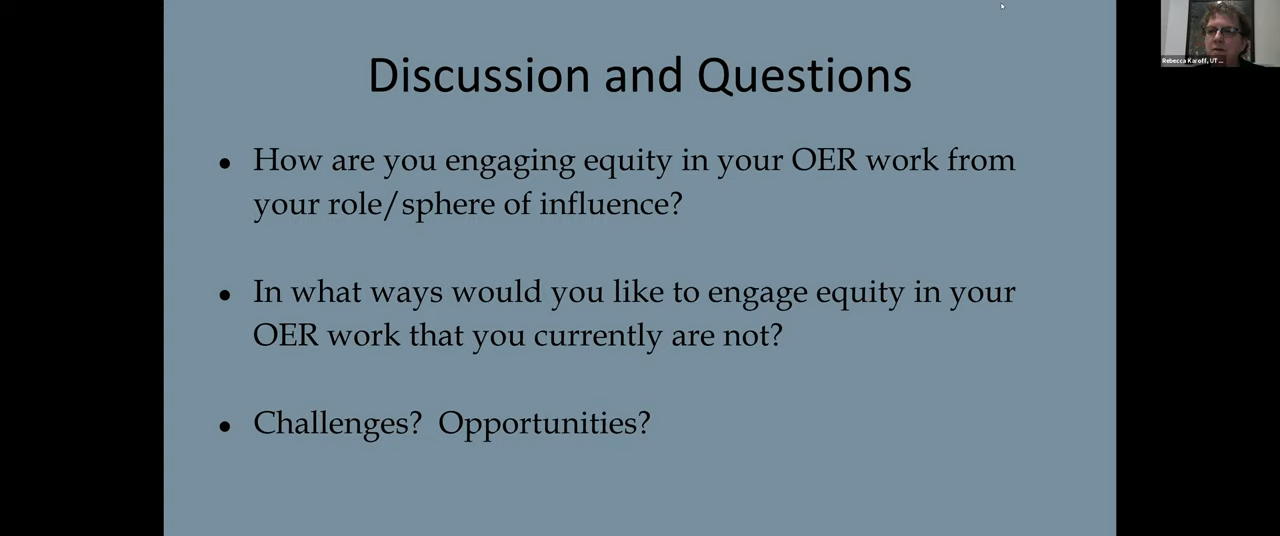 Discussion and Questions
• How are you engaging equity in your OER work from
your role/sphere of influence?
• In what ways would you like to engage equity in your
OER work that you currently are not?
• Challenges?  Opportunities?
Rebecca Karoff, UT ...